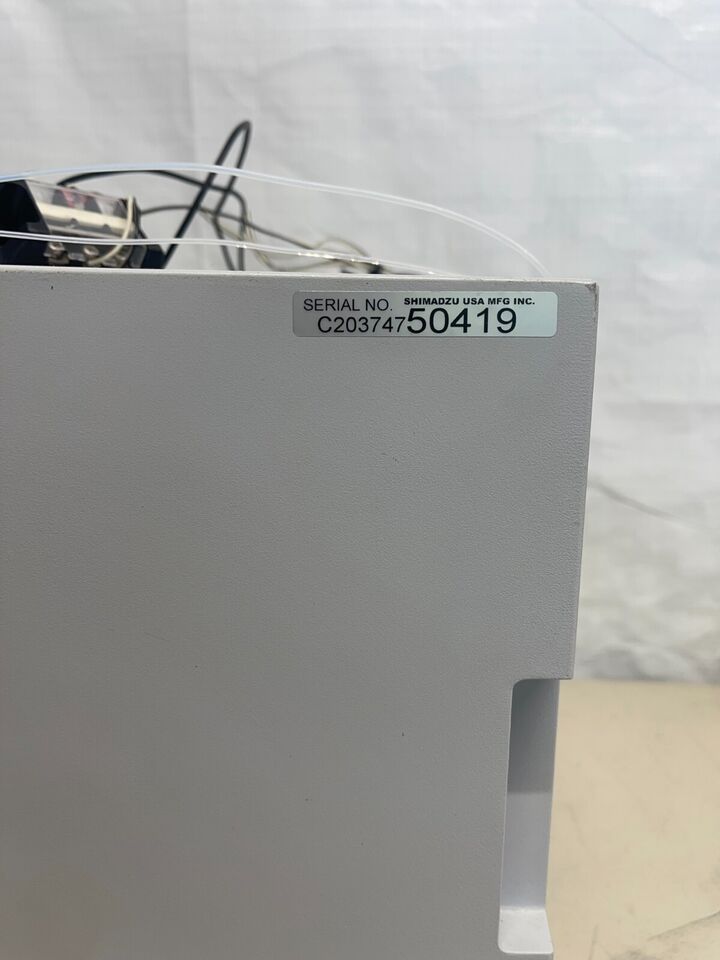 SERIAL NO. SHIMADZU USA MFG INC.
C20374750419